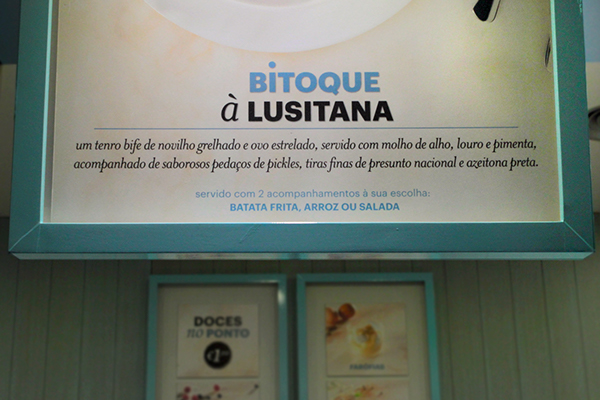 BiTOQUE
à LUSITANA
um tenro bife de novilho grelhado e ovo estrelado, servido com molho de alho, louro e pimenta,
acompanhado de saborosos pedaços de pickles, tiras finas de presunto nacional e azeitona preta.
servido com 2 acompanhamentos à sua escolha:
BATATA FRITA, ARROZ OU SALADA
DOCES
no PONTO
FARÓFIAS